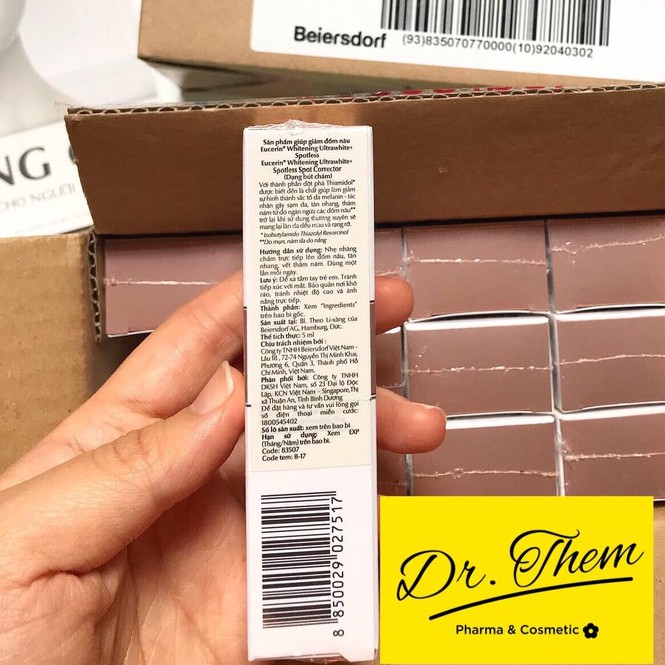 Beiersdorf
(93)835070770000(10)92040302
NG
CHO NGƯỜI
Sản phẩm giúp giảm đốm nâu
Eucerin® Whitening Ultrawhite+
Spotless
Eucerin® Whitening Ultrawhite+
Spotless Spot Corrector
(Dạng bút chấm)
Với thành phần đột phá Thiamidol*
được biết đến là chất giúp làm giảm
sự hình thành sắc tố da melanin - tác
nhân gây sạm da, tàn nhang, thâm
nám từ đó ngăn ngừa các đốm nâu**
trở lại khi sử dụng thường xuyên sẽ
mang lại làn da đều màu và rạng rỡ.
* Isobutylamido Thiazolyl Resorcinol
**Do mụn, nám da do nắng
Hướng dẫn sử dụng: Nhẹ nhàng
chấm trực tiếp lên đốm nâu, tàn
nhang, vết thâm nám. Dùng một
lần mỗi ngày.
Lưu ý: Để xa tầm tay trẻ em. Tránh
tiếp xúc với mắt. Bảo quản nơi khô
ráo, tránh nhiệt độ cao và ánh
nắng trực tiếp.
Thành phần: Xem "Ingredients"
trên bao bì gốc.
Sản xuất tại: Bl. Theo Li-xăng của
Beiersdorf AG, Hamburg, Đức.
Thể tích thực: 5 ml
Chịu trách nhiệm bởi:
Công ty TNHH Beiersdorf Việt Nam –
Lầu 18, 72-74 Nguyễn Thị Minh Khai,
Phường 6, Quận 3, Thành phố Hồ
Chí Minh, Việt Nam.
Phân phối bởi: Công ty TNHH
DKSH Việt Nam, số 23 Đại lộ Độc
Lập, KCN Việt Nam – Singapore, Thị
xã Thuận An, Tỉnh Bình Dương
Để đặt hàng và tư vấn vui lòng gọi
số điện thoại miễn cước:
1800545402
Số lô sản xuất: xem trên bao bì
Hạn sử dụng: Xem EXP
(Tháng/Năm) trên bao bì.
Code: 83507
Code tem: B-17
8 850029 027517
Dr. Them
Pharma & Cosmetic